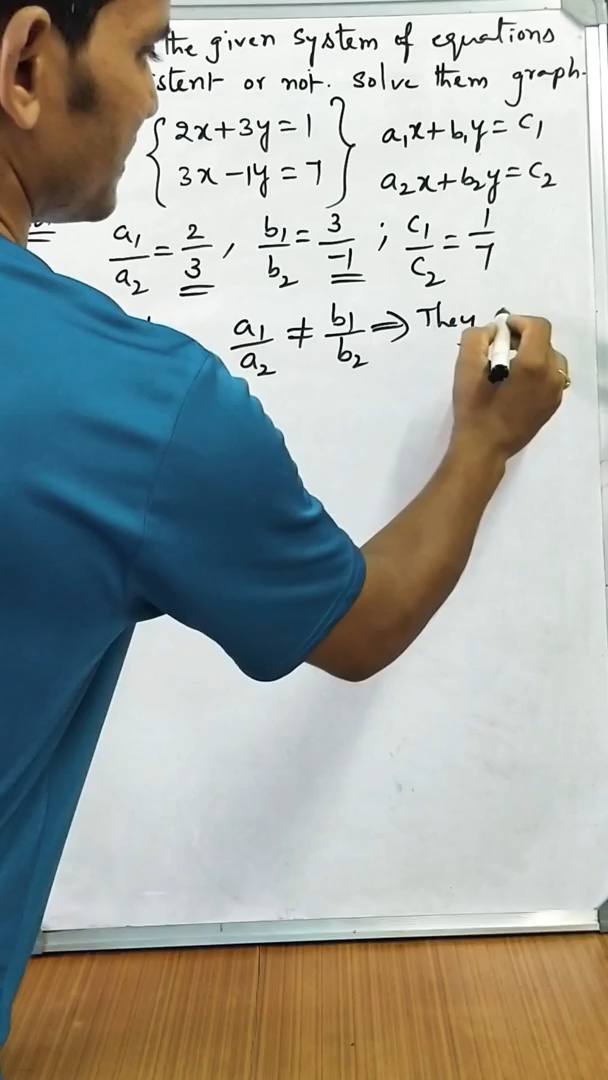 the given system of equations
istent or not. Solve them graph-
2x+3y=1 a₁x+b₁y=c₁
3x-1y=7 a₂x+b₂y=c₂
a₁/a₂ = 2/3, b₁/b₂ = 3/-1; c₁/c₂ = 1/7
a₁/a₂ ≠ b₁/b₂ ⇒ They